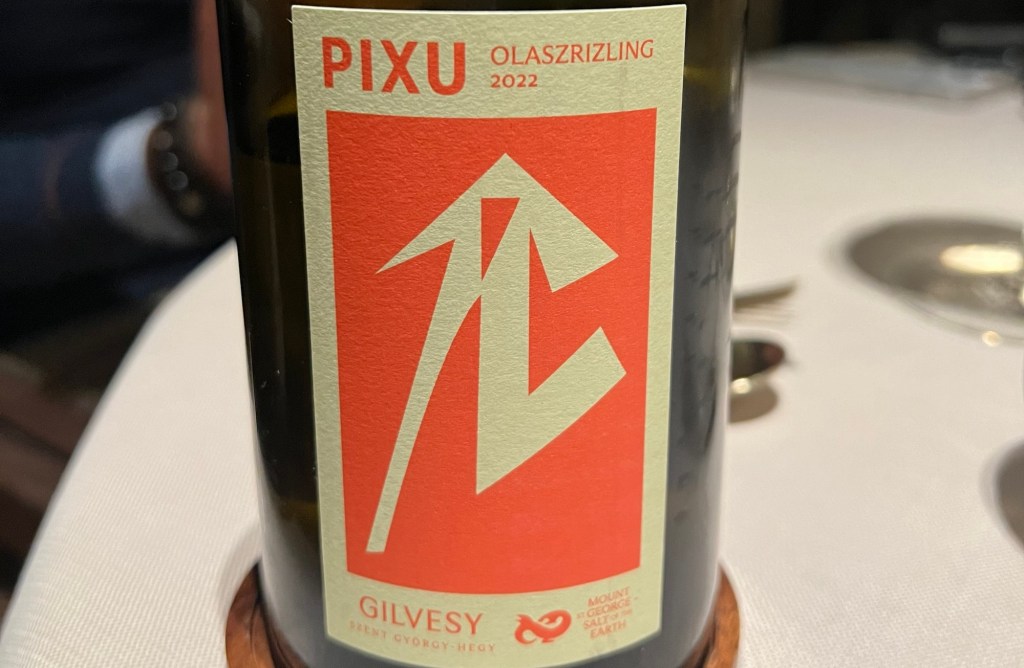 PIXU
OLASZRIZLING
2022
GILVESY
SZENT GYÖRGY-HEGY
MOUNT
ST. GEORGE –
SALT OF THE
EARTH